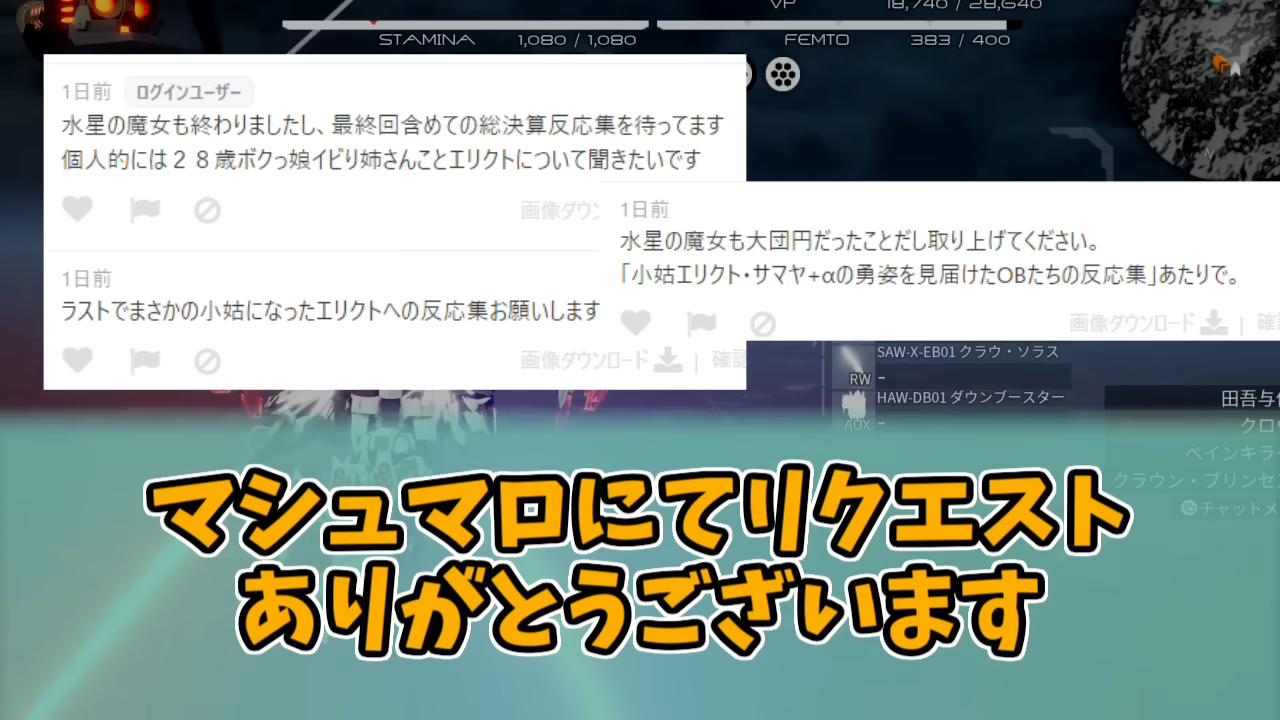 VP 18,740 / 28,640
STAMINA 1,080 / 1,080
FEMTO 383 / 400
N
1日前 ログインユーザー
水星の魔女も終わりましたし、最終回含めての総決算反応集を待ってます
個人的には２８歳ボクっ娘イビり姉さんことエリクトについて聞きたいです
画像ダウン
1日前
ラストでまさかの小姑になったエリクトへの反応集お願いします
画像ダウンロード | 確認
1日前
水星の魔女も大団円だったことだし取り上げてください。
「小姑エリクト・サマヤ+αの勇姿を見届けたOBたちの反応集」あたりで。
画像ダウンロード | 確認
SAW-X-EB01 クラウ・ソラス
RW -
HAW-DB01 ダウンブースター
AUX -
田吾与作
クロウ
ペインキラー
クラウン・プリンセス
チャットメ
マシュマロにてリクエスト
ありがとうございます